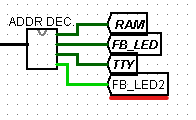 ADDR DEC.
RAM
FB_LED
TTY
FB_LED2